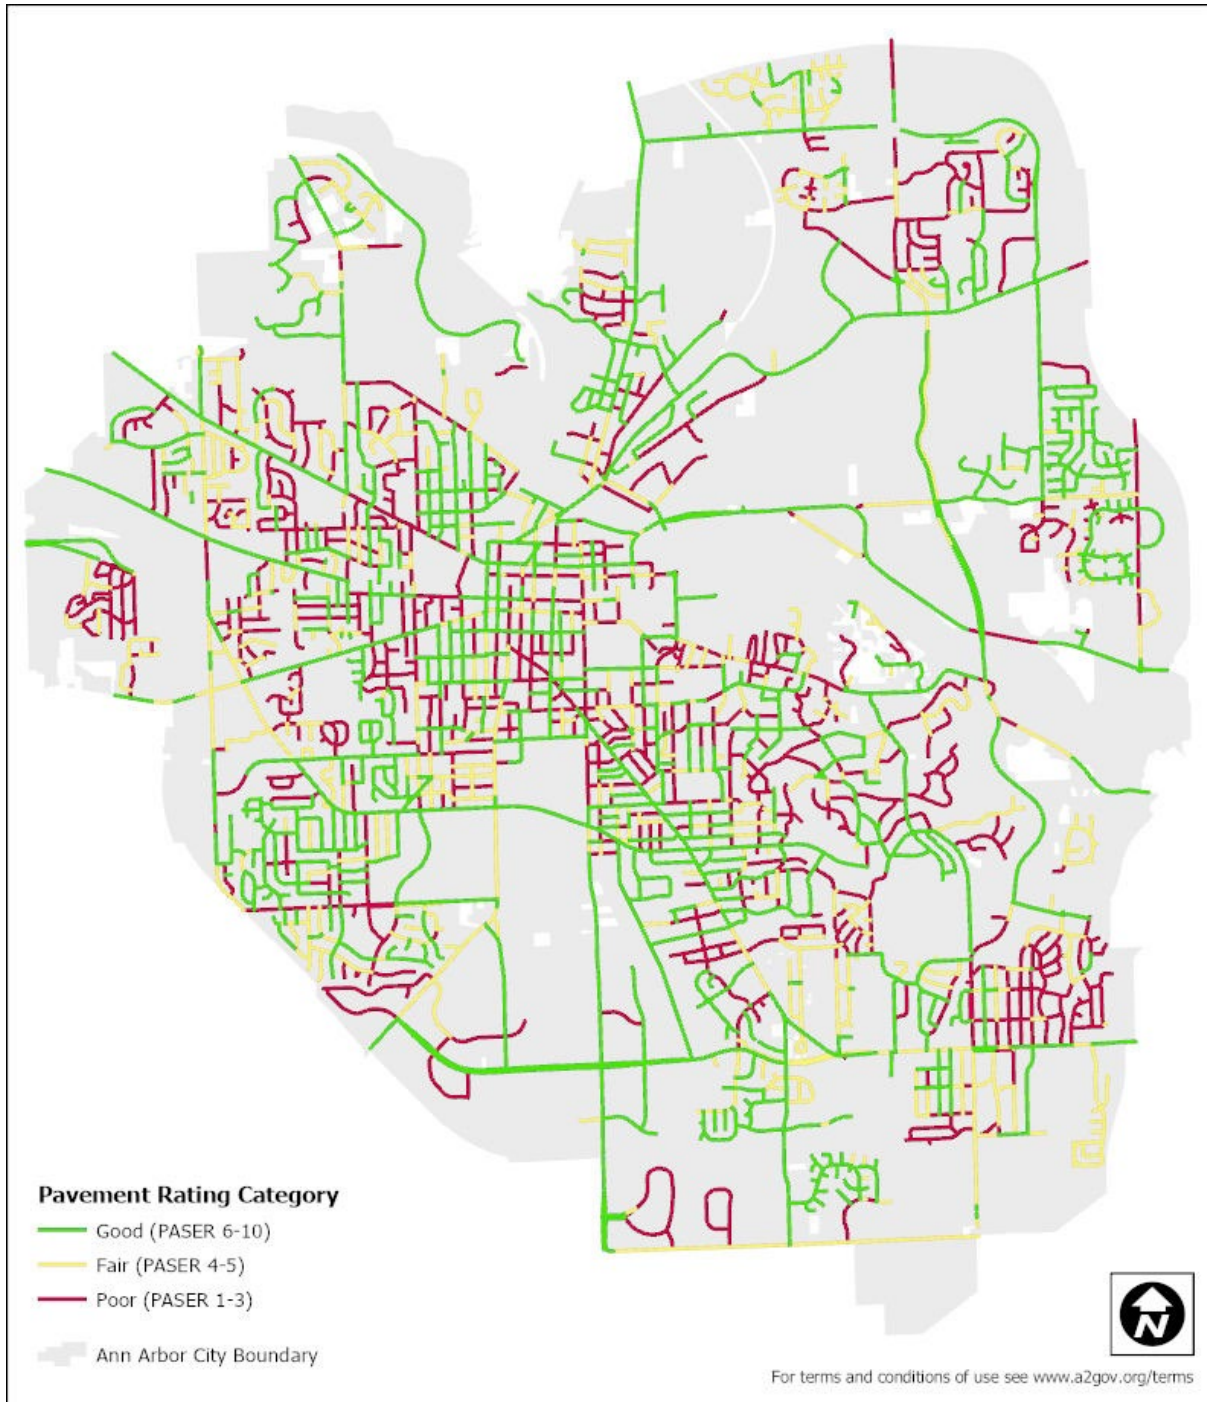 Pavement Rating Category
Good (PASER 6-10)
Fair (PASER 4-5)
Poor (PASER 1-3)
Ann Arbor City Boundary
N
For terms and conditions of use see www.a2gov.org/terms